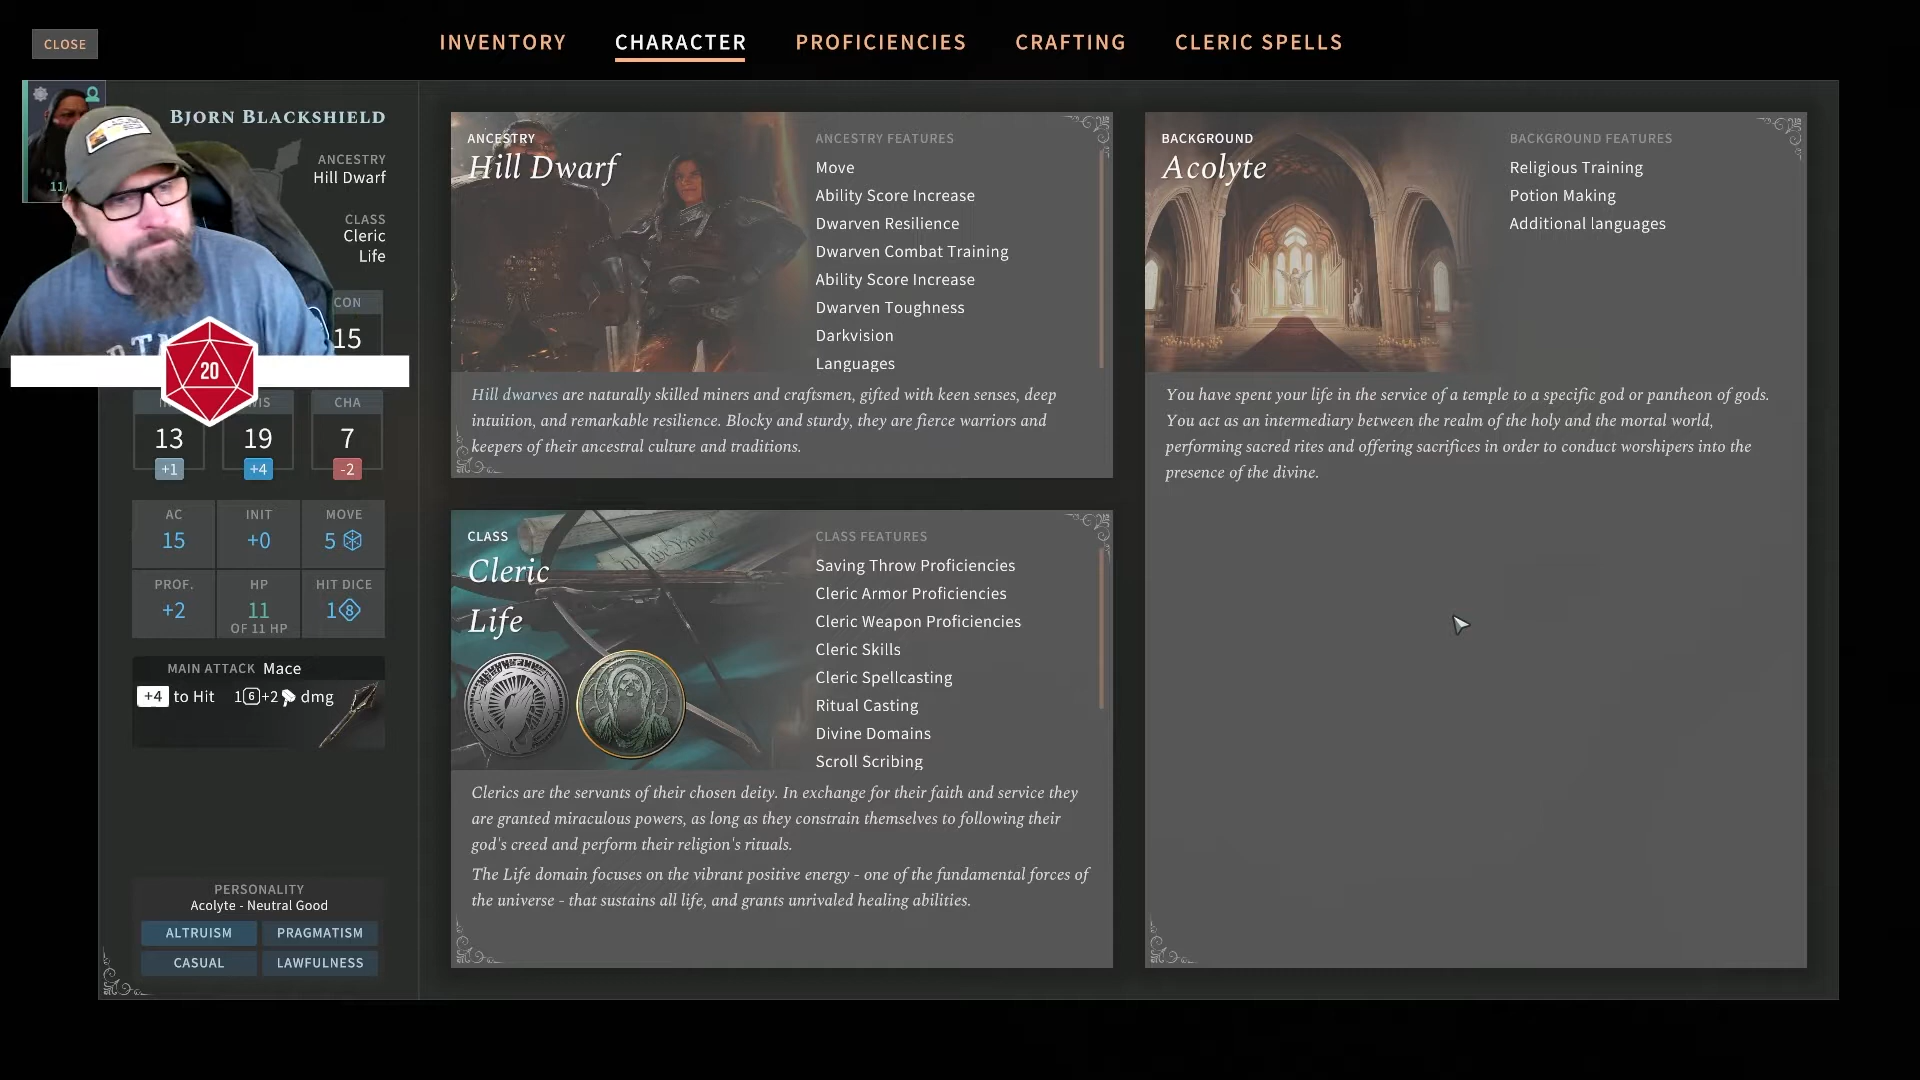 CLOSE
INVENTORY
CHARACTER
PROFICIENCIES
CRAFTING
CLERIC SPELLS
BJORN BLACKSHIELD
ANCESTRY
Hill Dwarf
CLASS
Cleric
Life
CON
15
20
CHA
13
19
7
+1
+4
-2
AC
INIT
MOVE
15
+0
5
PROF.
HP
HIT DICE
+2
11
1 8
OF 11 HP
MAIN ATTACK Mace
+4 to Hit 1 6 +2 dmg
PERSONALITY
Acolyte - Neutral Good
ALTRUISM
PRAGMATISM
CASUAL
LAWFULNESS
ANCESTRY
Hill Dwarf
ANCESTRY FEATURES
Move
Ability Score Increase
Dwarven Resilience
Dwarven Combat Training
Ability Score Increase
Dwarven Toughness
Darkvision
Languages
Hill dwarves are naturally skilled miners and craftsmen, gifted with keen senses, deep
intuition, and remarkable resilience. Blocky and sturdy, they are fierce warriors and
keepers of their ancestral culture and traditions.
CLASS
Cleric
Life
CLASS FEATURES
Saving Throw Proficiencies
Cleric Armor Proficiencies
Cleric Weapon Proficiencies
Cleric Skills
Cleric Spellcasting
Ritual Casting
Divine Domains
Scroll Scribing
Clerics are the servants of their chosen deity. In exchange for their faith and service they
are granted miraculous powers, as long as they constrain themselves to following their
god's creed and perform their religion's rituals.
The Life domain focuses on the vibrant positive energy - one of the fundamental forces of
the universe - that sustains all life, and grants unrivaled healing abilities.
BACKGROUND
Acolyte
BACKGROUND FEATURES
Religious Training
Potion Making
Additional languages
You have spent your life in the service of a temple to a specific god or pantheon of gods.
You act as an intermediary between the realm of the holy and the mortal world,
performing sacred rites and offering sacrifices in order to conduct worshipers into the
presence of the divine.